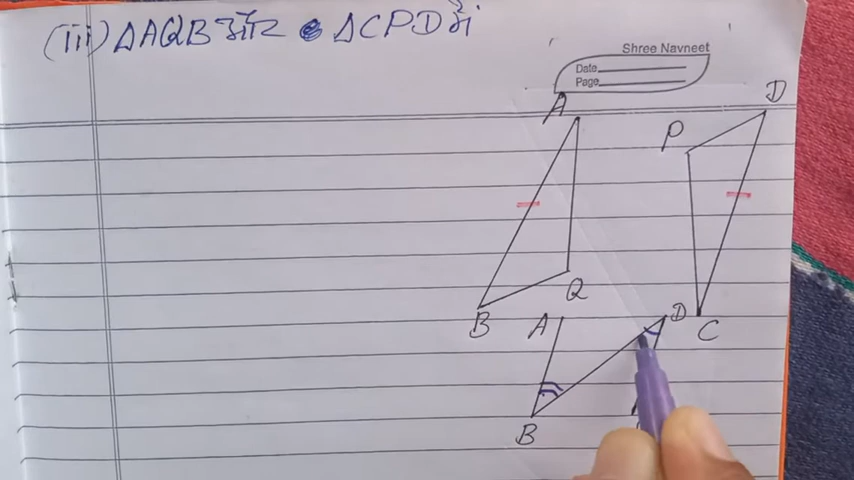 (iii) ΔAQB और ΔCPD में
Shree Navneet
Date
Page
A
D
P
Q
B
A
D
C
B